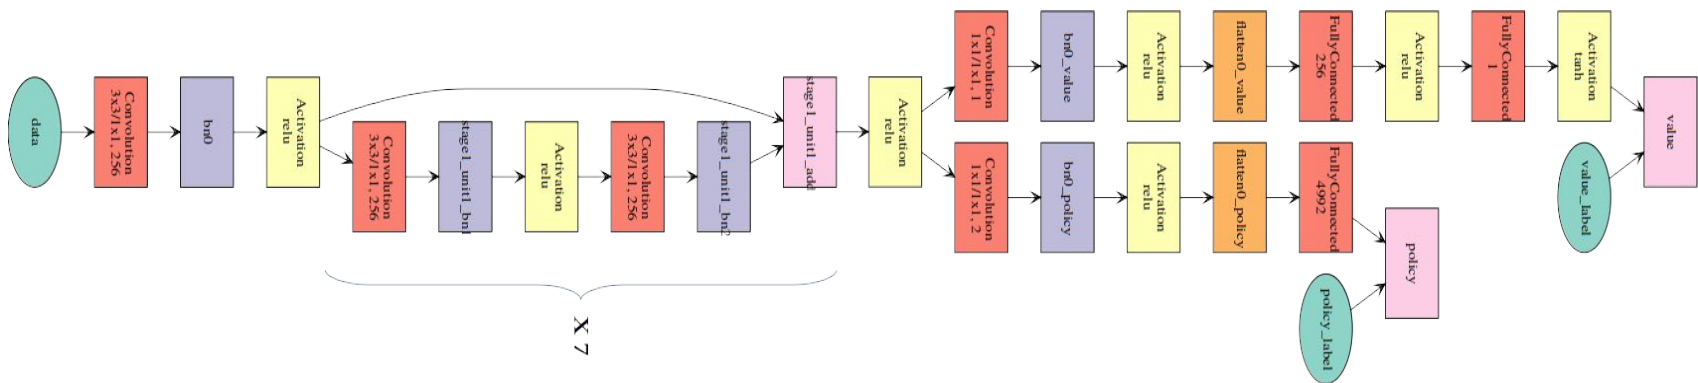 data
Convolution
3x3/1x1, 256
bn0
Activation
relu
Convolution
3x3/1x1, 256
stage1_unit1_bn1
Activation
relu
Convolution
3x3/1x1, 256
stage1_unit1_bn2
stage1_unit1_add
X 7
Activation
relu
Convolution
1x1/1x1, 1
bn0_value
Activation
relu
flatten0_value
FullyConnected
256
Activation
relu
FullyConnected
1
Activation
tanh
value_label
value
Convolution
1x1/1x1, 2
bn0_policy
Activation
relu
flatten0_policy
FullyConnected
4992
policy_label
policy